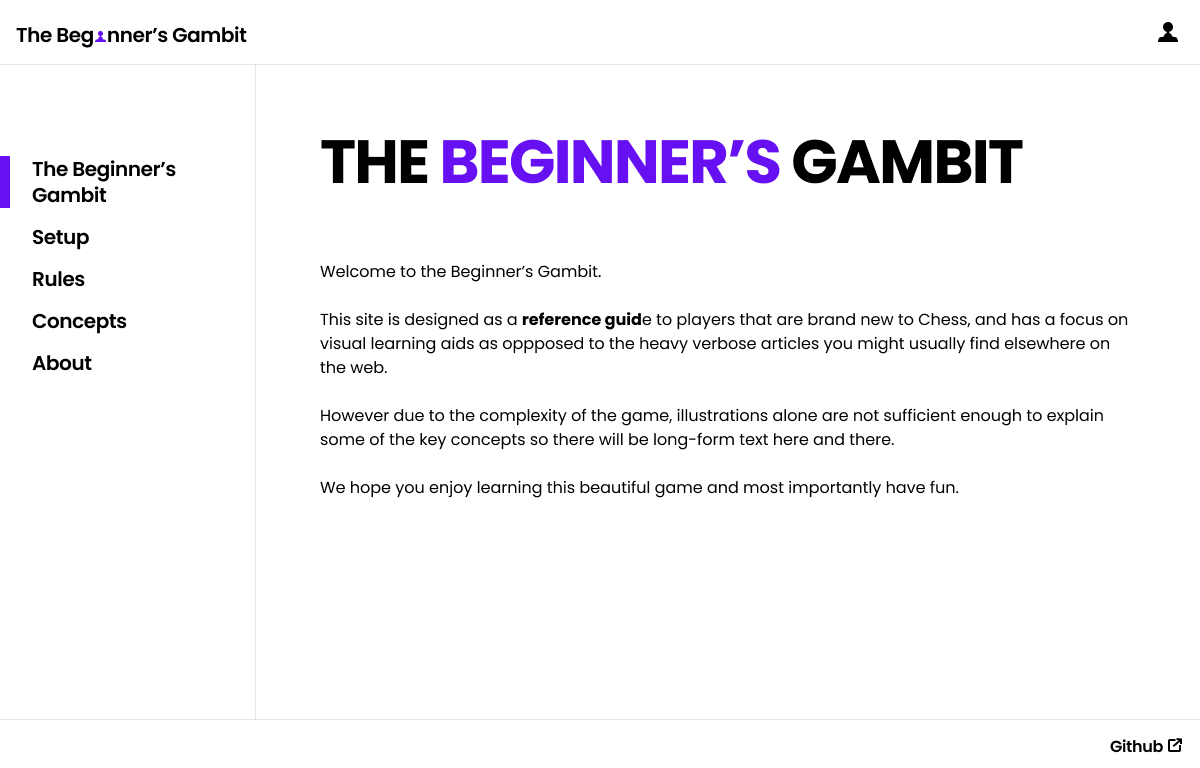 The Beginner’s Gambit
The Beginner’s
Gambit
Setup
Rules
Concepts
About
THE BEGINNER’S GAMBIT
Welcome to the Beginner’s Gambit.
This site is designed as a reference guide to players that are brand new to Chess, and has a focus on
visual learning aids as oppposed to the heavy verbose articles you might usually find elsewhere on
the web.
However due to the complexity of the game, illustrations alone are not sufficient enough to explain
some of the key concepts so there will be long-form text here and there.
We hope you enjoy learning this beautiful game and most importantly have fun.
Github